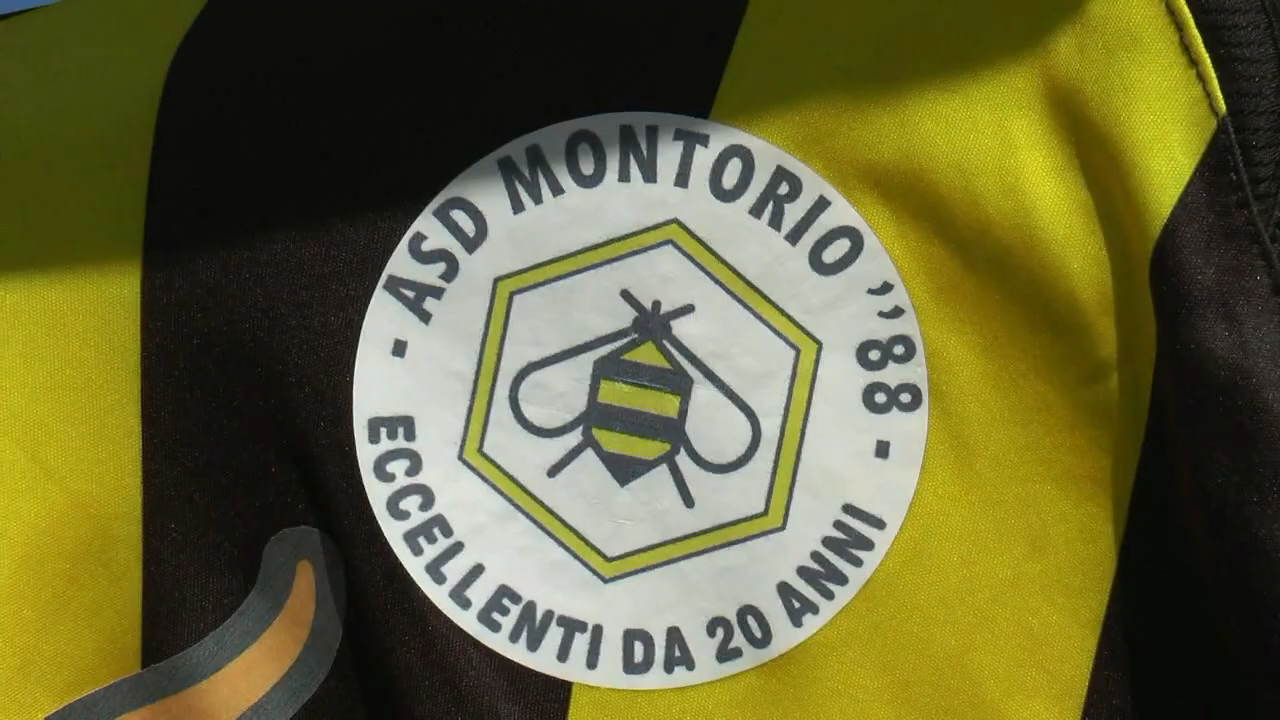 - ASD MONTORIO ’’88 -
ECCELLENTI DA 20 ANNI